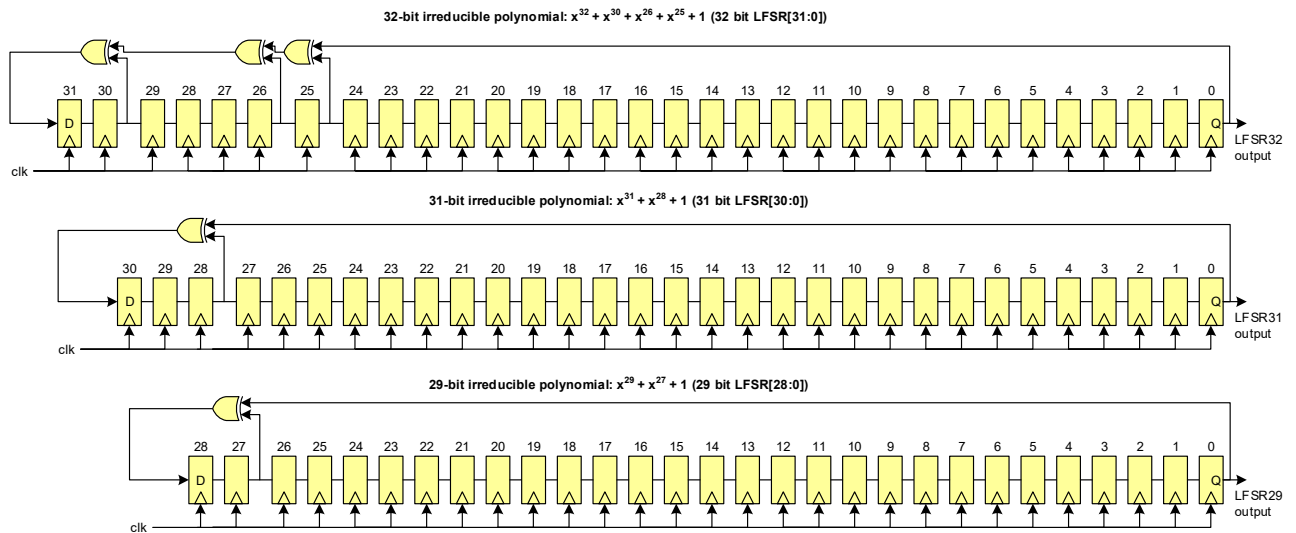 32-bit irreducible polynomial: x³² + x³⁰ + x²⁶ + x²⁵ + 1 (32 bit LFSR[31:0])
31 30 29 28 27 26 25 24 23 22 21 20 19 18 17 16 15 14 13 12 11 10 9 8 7 6 5 4 3 2 1 0
D Q
LFSR32
output
clk
31-bit irreducible polynomial: x³¹ + x²⁸ + 1 (31 bit LFSR[30:0])
30 29 28 27 26 25 24 23 22 21 20 19 18 17 16 15 14 13 12 11 10 9 8 7 6 5 4 3 2 1 0
D Q
LFSR31
output
clk
29-bit irreducible polynomial: x²⁹ + x²⁷ + 1 (29 bit LFSR[28:0])
28 27 26 25 24 23 22 21 20 19 18 17 16 15 14 13 12 11 10 9 8 7 6 5 4 3 2 1 0
D Q
LFSR29
output
clk